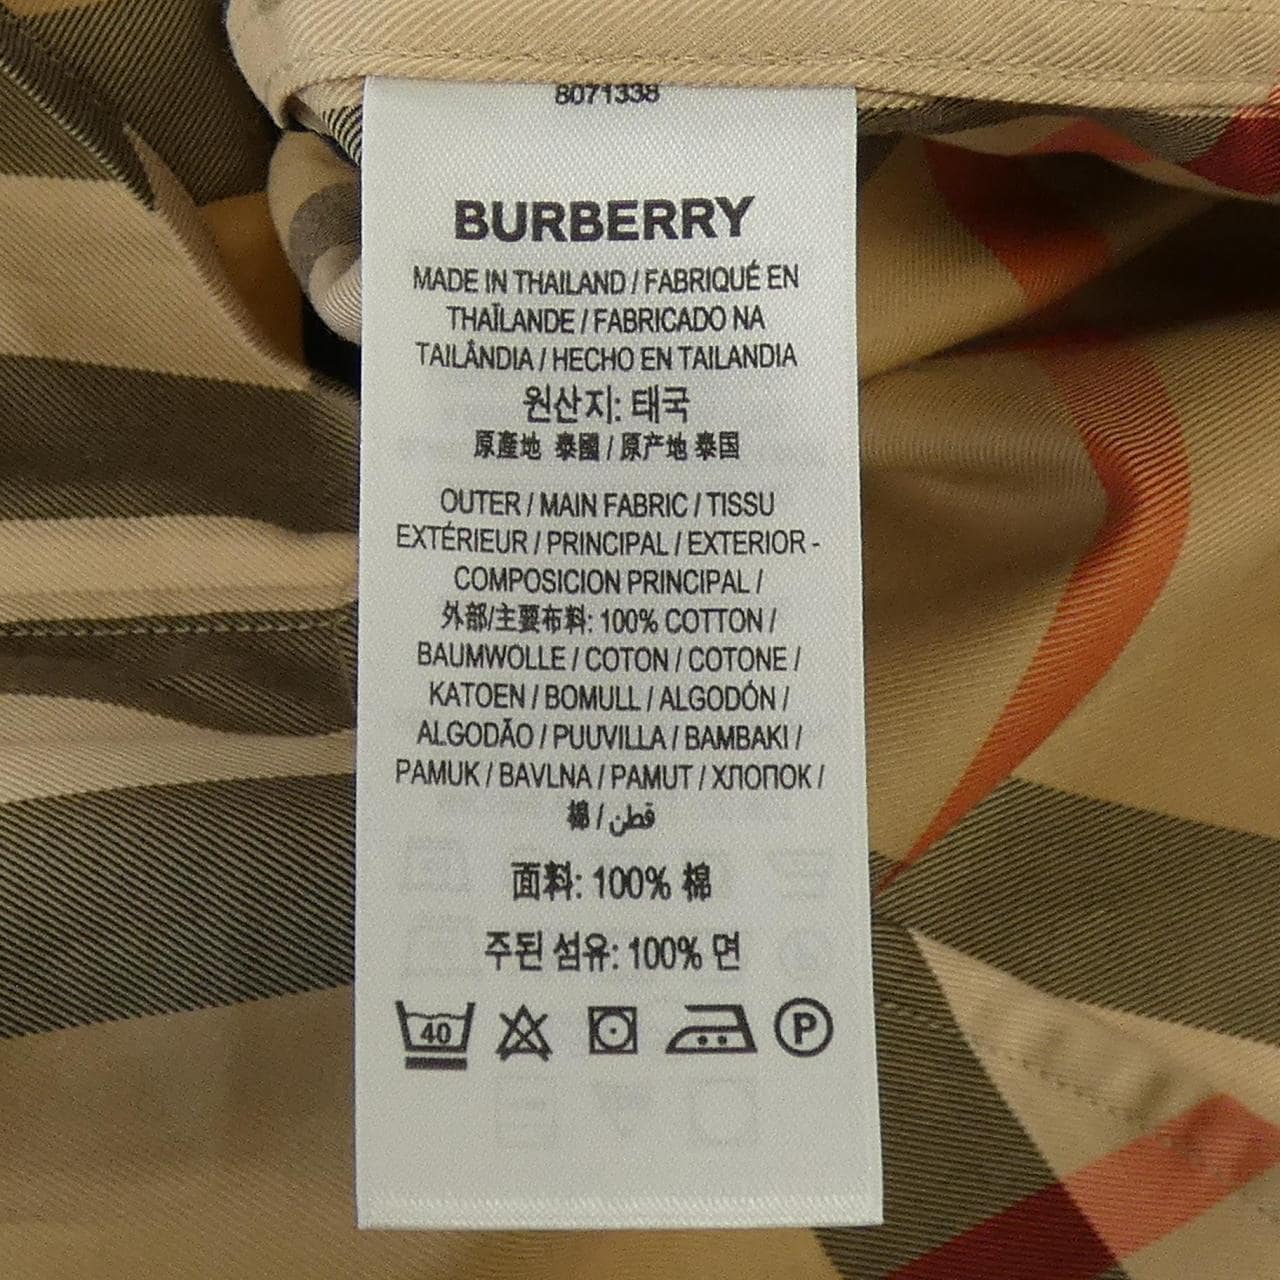 8071338
BURBERRY
MADE IN THAILAND / FABRIQUÉ EN
THAÏLANDE / FABRICADO NA
TAILÂNDIA / HECHO EN TAILANDIA
원산지: 태국
原產地 泰國 / 原产地 泰国
OUTER / MAIN FABRIC / TISSU
EXTÉRIEUR / PRINCIPAL / EXTERIOR -
COMPOSICION PRINCIPAL /
外部/主要布料: 100% COTTON /
BAUMWOLLE / COTON / COTONE /
KATOEN / BOMULL / ALGODÓN /
ALGODÃO / PUUVILLA / BAMBAKI /
PAMUK / BAVLNA / PAMUT / ХЛОПОК /
棉 / قطن
面料: 100% 棉
주된 섬유: 100% 면
40 P